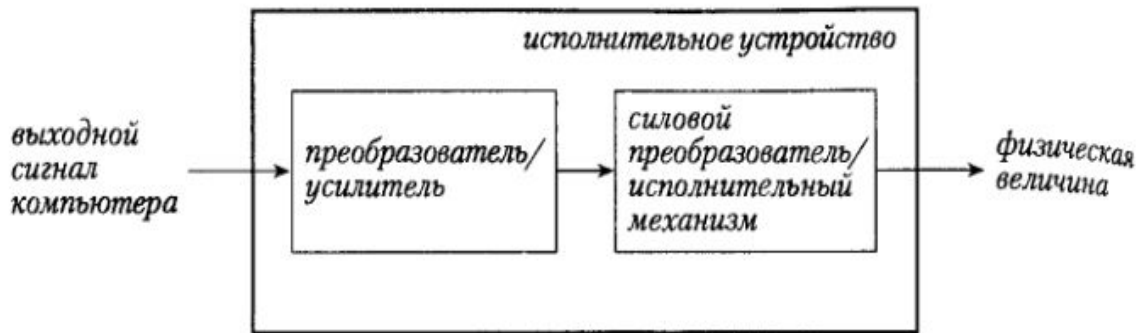 исполнительное устройство
выходной
сигнал
компьютера
преобразователь/
усилитель
силовой
преобразователь/
исполнительный
механизм
физическая
величина